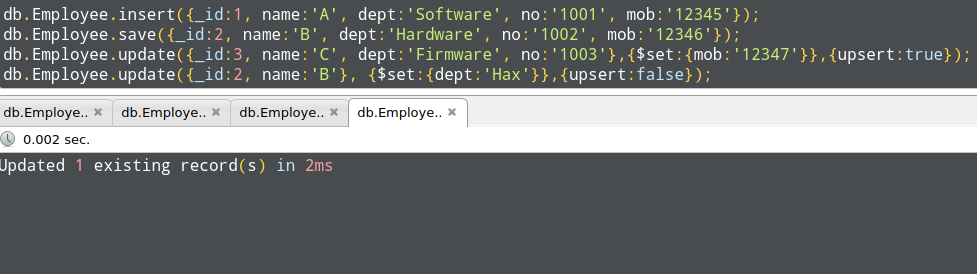 db.Employee.insert({_id:1, name:'A', dept:'Software', no:'1001', mob:'12345'});
db.Employee.save({_id:2, name:'B', dept:'Hardware', no:'1002', mob:'12346'});
db.Employee.update({_id:3, name:'C', dept:'Firmware', no:'1003'},{$set:{mob:'12347'}},{upsert:true});
db.Employee.update({_id:2, name:'B'}, {$set:{dept:'Hax'}},{upsert:false});
db.Employe.. db.Employe.. db.Employe.. db.Employe..
0.002 sec.
Updated 1 existing record(s) in 2ms